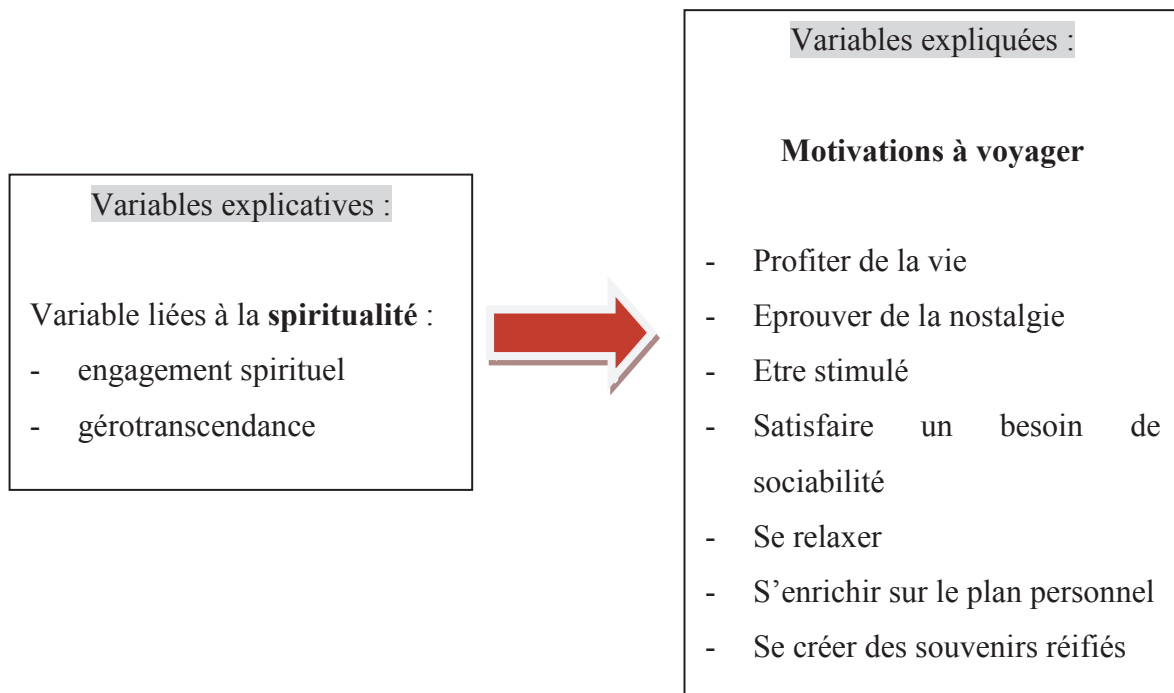 Variables explicatives :
Variable liées à la spiritualité :
- engagement spirituel
- gérotranscendance
Variables expliquées :
Motivations à voyager
- Profiter de la vie
- Eprouver de la nostalgie
- Etre stimulé
- Satisfaire un besoin de
sociabilité
- Se relaxer
- S’enrichir sur le plan personnel
- Se créer des souvenirs réifiés